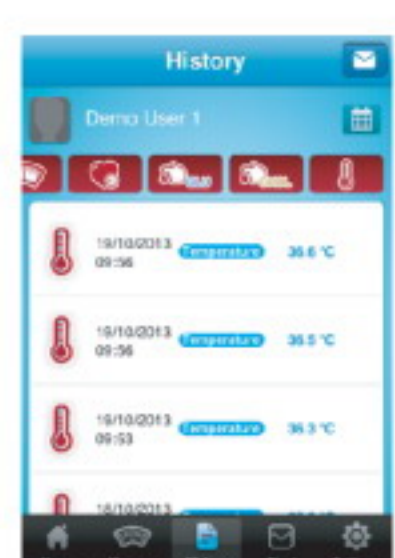 History
Demo User 1
19/10/2013 Temperature 36.6 °C
09:56
19/10/2013 Temperature 36.5 °C
09:56
19/10/2013 Temperature 36.3 °C
09:53